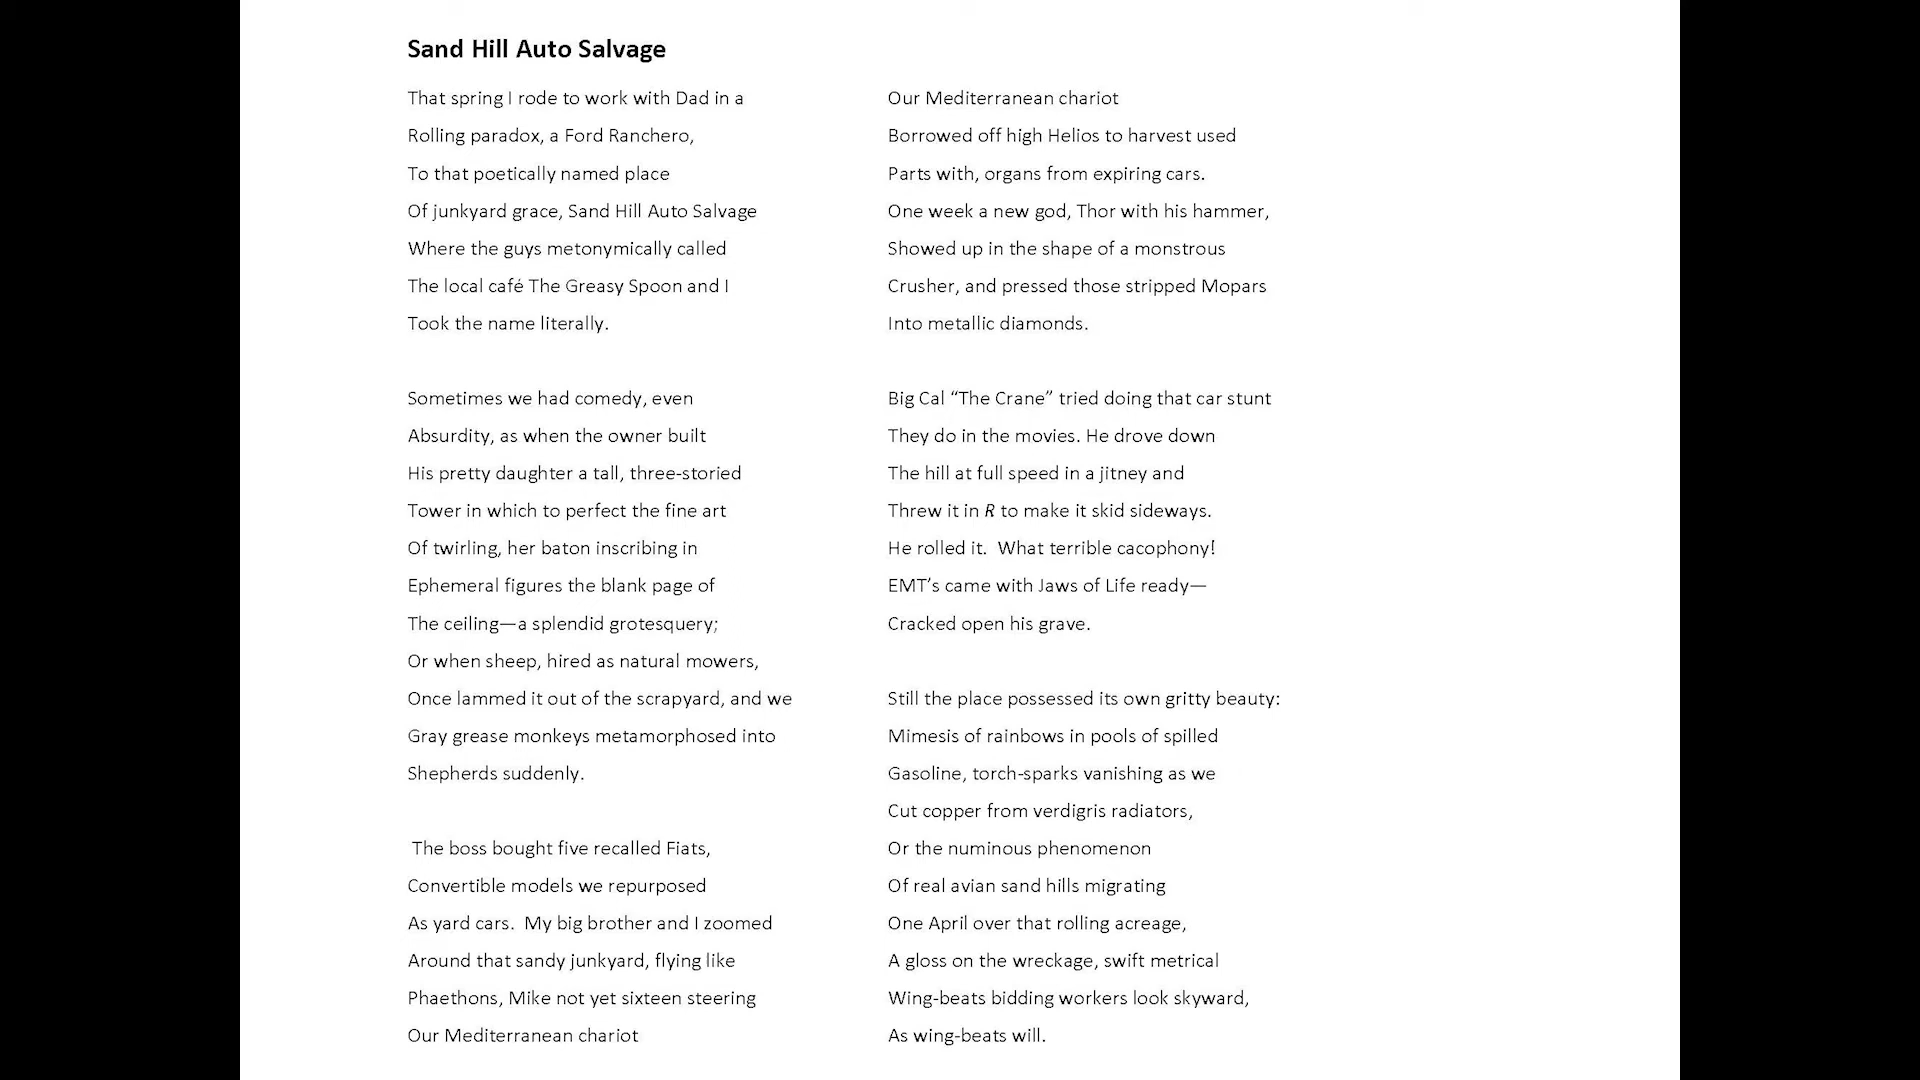 Sand Hill Auto Salvage
That spring I rode to work with Dad in a
Rolling paradox, a Ford Ranchero,
To that poetically named place
Of junkyard grace, Sand Hill Auto Salvage
Where the guys metonymically called
The local café The Greasy Spoon and I
Took the name literally.

Sometimes we had comedy, even
Absurdity, as when the owner built
His pretty daughter a tall, three-storied
Tower in which to perfect the fine art
Of twirling, her baton inscribing in
Ephemeral figures the blank page of
The ceiling—a splendid grotesquery;
Or when sheep, hired as natural mowers,
Once lammed it out of the scrapyard, and we
Gray grease monkeys metamorphosed into
Shepherds suddenly.

The boss bought five recalled Fiats,
Convertible models we repurposed
As yard cars.  My big brother and I zoomed
Around that sandy junkyard, flying like
Phaethons, Mike not yet sixteen steering
Our Mediterranean chariot
Our Mediterranean chariot
Borrowed off high Helios to harvest used
Parts with, organs from expiring cars.
One week a new god, Thor with his hammer,
Showed up in the shape of a monstrous
Crusher, and pressed those stripped Mopars
Into metallic diamonds.

Big Cal “The Crane” tried doing that car stunt
They do in the movies. He drove down
The hill at full speed in a jitney and
Threw it in R to make it skid sideways.
He rolled it.  What terrible cacophony!
EMT’s came with Jaws of Life ready—
Cracked open his grave.

Still the place possessed its own gritty beauty:
Mimesis of rainbows in pools of spilled
Gasoline, torch-sparks vanishing as we
Cut copper from verdigris radiators,
Or the numinous phenomenon
Of real avian sand hills migrating
One April over that rolling acreage,
A gloss on the wreckage, swift metrical
Wing-beats bidding workers look skyward,
As wing-beats will.